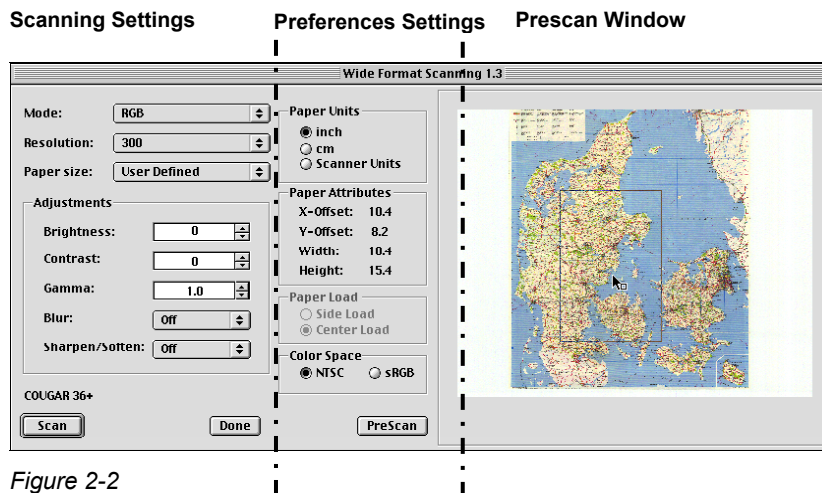 Scanning Settings
Preferences Settings
Prescan Window
Wide Format Scanning 1.3
Mode:
RGB
Resolution:
300
Paper size:
User Defined
Adjustments
Brightness:
0
Contrast:
0
Gamma:
1.0
Blur:
Off
Sharpen/Soften:
Off
COUGAR 36+
Scan
Done
Paper Units
inch
cm
Scanner Units
Paper Attributes
X-Offset: 10.4
Y-Offset: 8.2
Width: 10.4
Height: 15.4
Paper Load
Side Load
Center Load
Color Space
NTSC
sRGB
PreScan
Figure 2-2